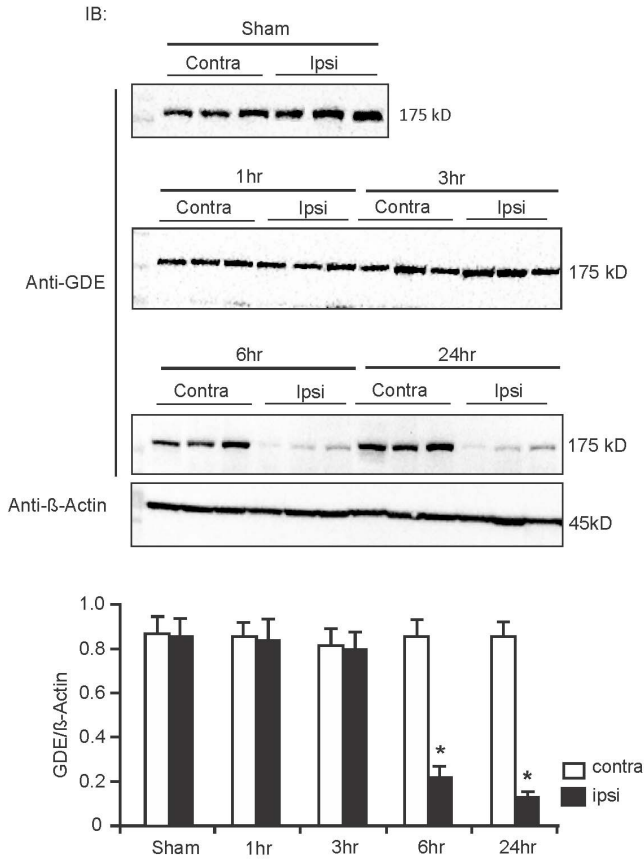 IB:
Sham
Contra Ipsi
175 kD
1hr 3hr
Contra Ipsi Contra Ipsi
Anti-GDE
175 kD
6hr 24hr
Contra Ipsi Contra Ipsi
175 kD
Anti-ß-Actin
45kD
1.0
0.8
0.6
0.4
0.2
0
GDE/ß-Actin
* *
contra
ipsi
Sham 1hr 3hr 6hr 24hr